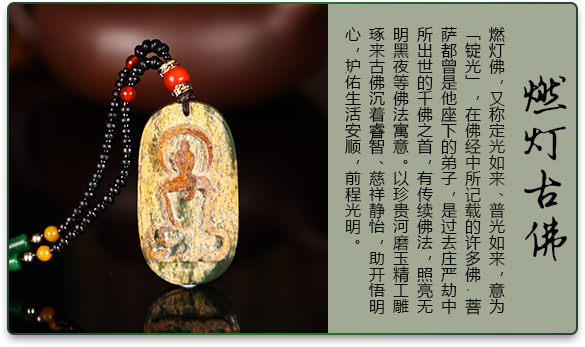 燃灯古佛
燃灯佛，又称定光如来、普光如来，意为
「锭光」，在佛经中所记载的许多佛、菩
萨都曾是他座下的弟子，是过去庄严劫中
所出世的千佛之首，有传续佛法，照亮无
明黑夜等佛法寓意。以珍贵河磨玉精工雕
琢来古佛沉着睿智、慈祥静怡，助开悟明
心，护佑生活安顺，前程光明。